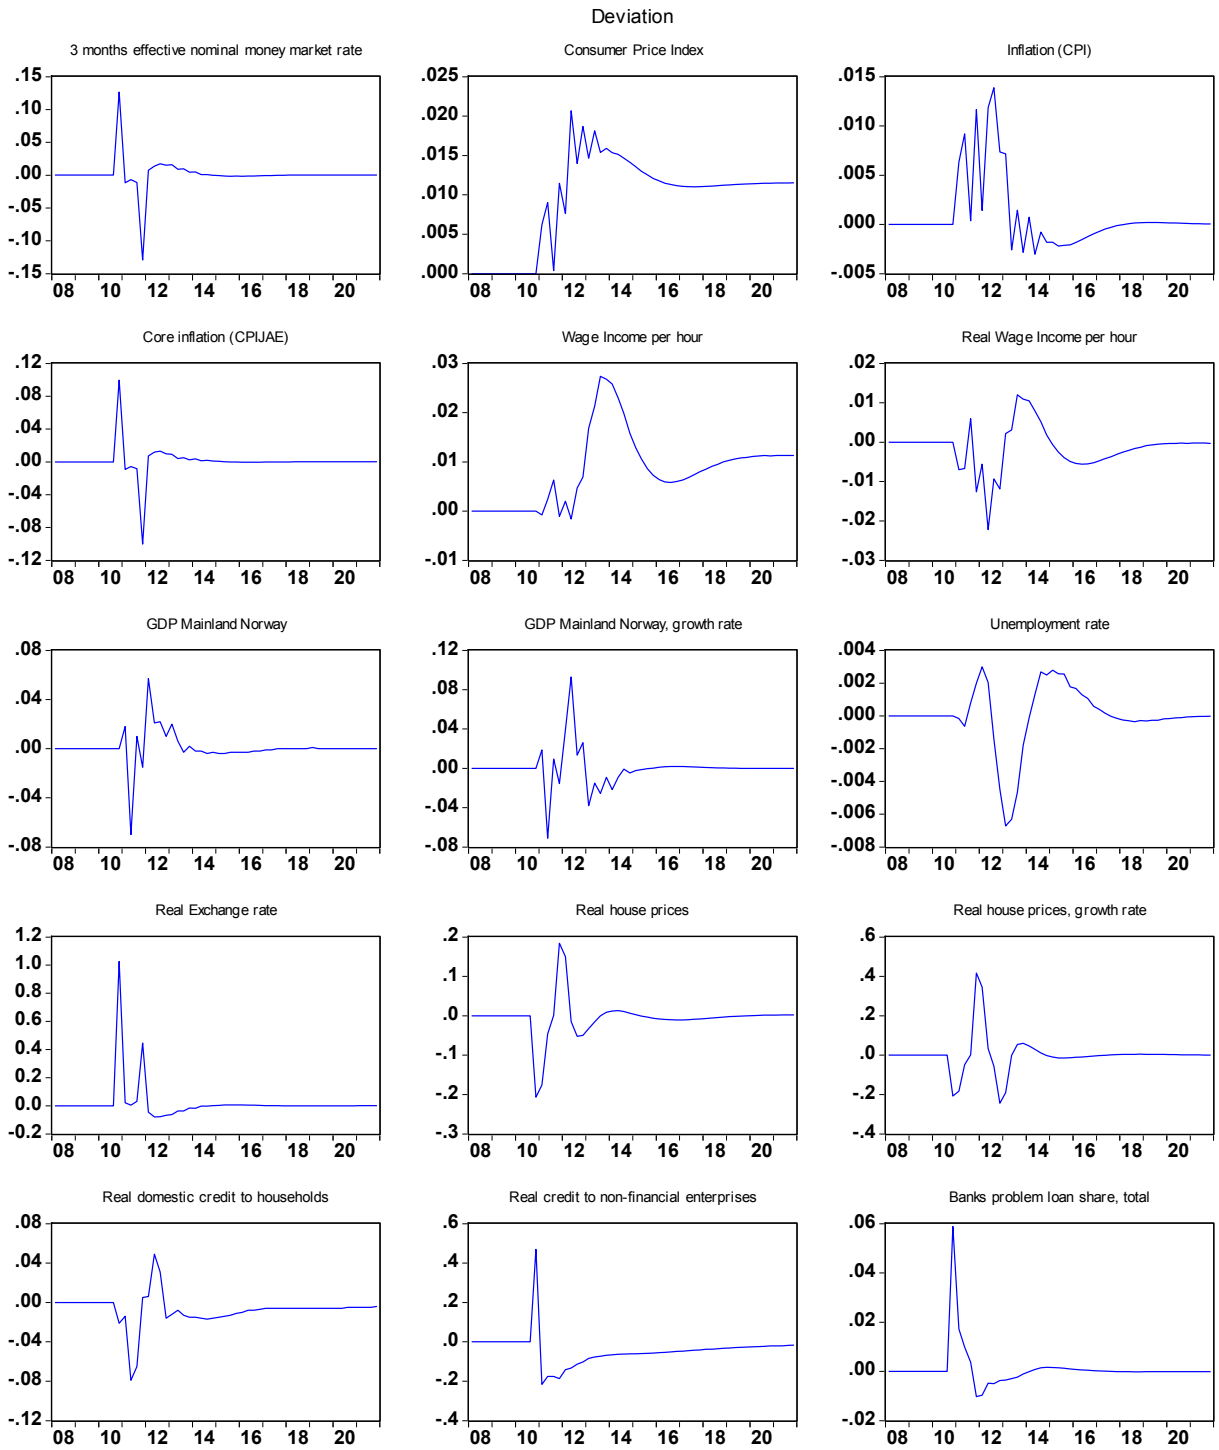 Deviation
3 months effective nominal money market rate
.15
.10
.05
.00
-.05
-.10
-.15
08 10 12 14 16 18 20
Consumer Price Index
.025
.020
.015
.010
.005
.000
08 10 12 14 16 18 20
Inflation (CPI)
.015
.010
.005
.000
-.005
08 10 12 14 16 18 20
Core inflation (CPIJAE)
.12
.08
.04
.00
-.04
-.08
-.12
08 10 12 14 16 18 20
Wage Income per hour
.03
.02
.01
.00
-.01
08 10 12 14 16 18 20
Real Wage Income per hour
.02
.01
.00
-.01
-.02
-.03
08 10 12 14 16 18 20
GDP Mainland Norway
.08
.04
.00
-.04
-.08
08 10 12 14 16 18 20
GDP Mainland Norway, growth rate
.12
.08
.04
.00
-.04
-.08
08 10 12 14 16 18 20
Unemployment rate
.004
.002
.000
-.002
-.004
-.006
-.008
08 10 12 14 16 18 20
Real Exchange rate
1.2
1.0
0.8
0.6
0.4
0.2
0.0
-0.2
08 10 12 14 16 18 20
Real house prices
.2
.1
.0
-.1
-.2
-.3
08 10 12 14 16 18 20
Real house prices, growth rate
.6
.4
.2
.0
-.2
-.4
08 10 12 14 16 18 20
Real domestic credit to households
.08
.04
.00
-.04
-.08
-.12
08 10 12 14 16 18 20
Real credit to non-financial enterprises
.6
.4
.2
.0
-.2
-.4
08 10 12 14 16 18 20
Banks problem loan share, total
.06
.04
.02
.00
-.02
08 10 12 14 16 18 20